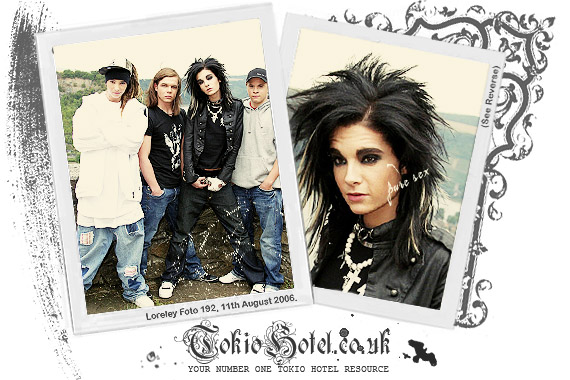 (See Reverse)
pure sex
Loreley Foto 192, 11th August 2006.
TokioHotel.co.uk
YOUR NUMBER ONE TOKIO HOTEL RESOURCE